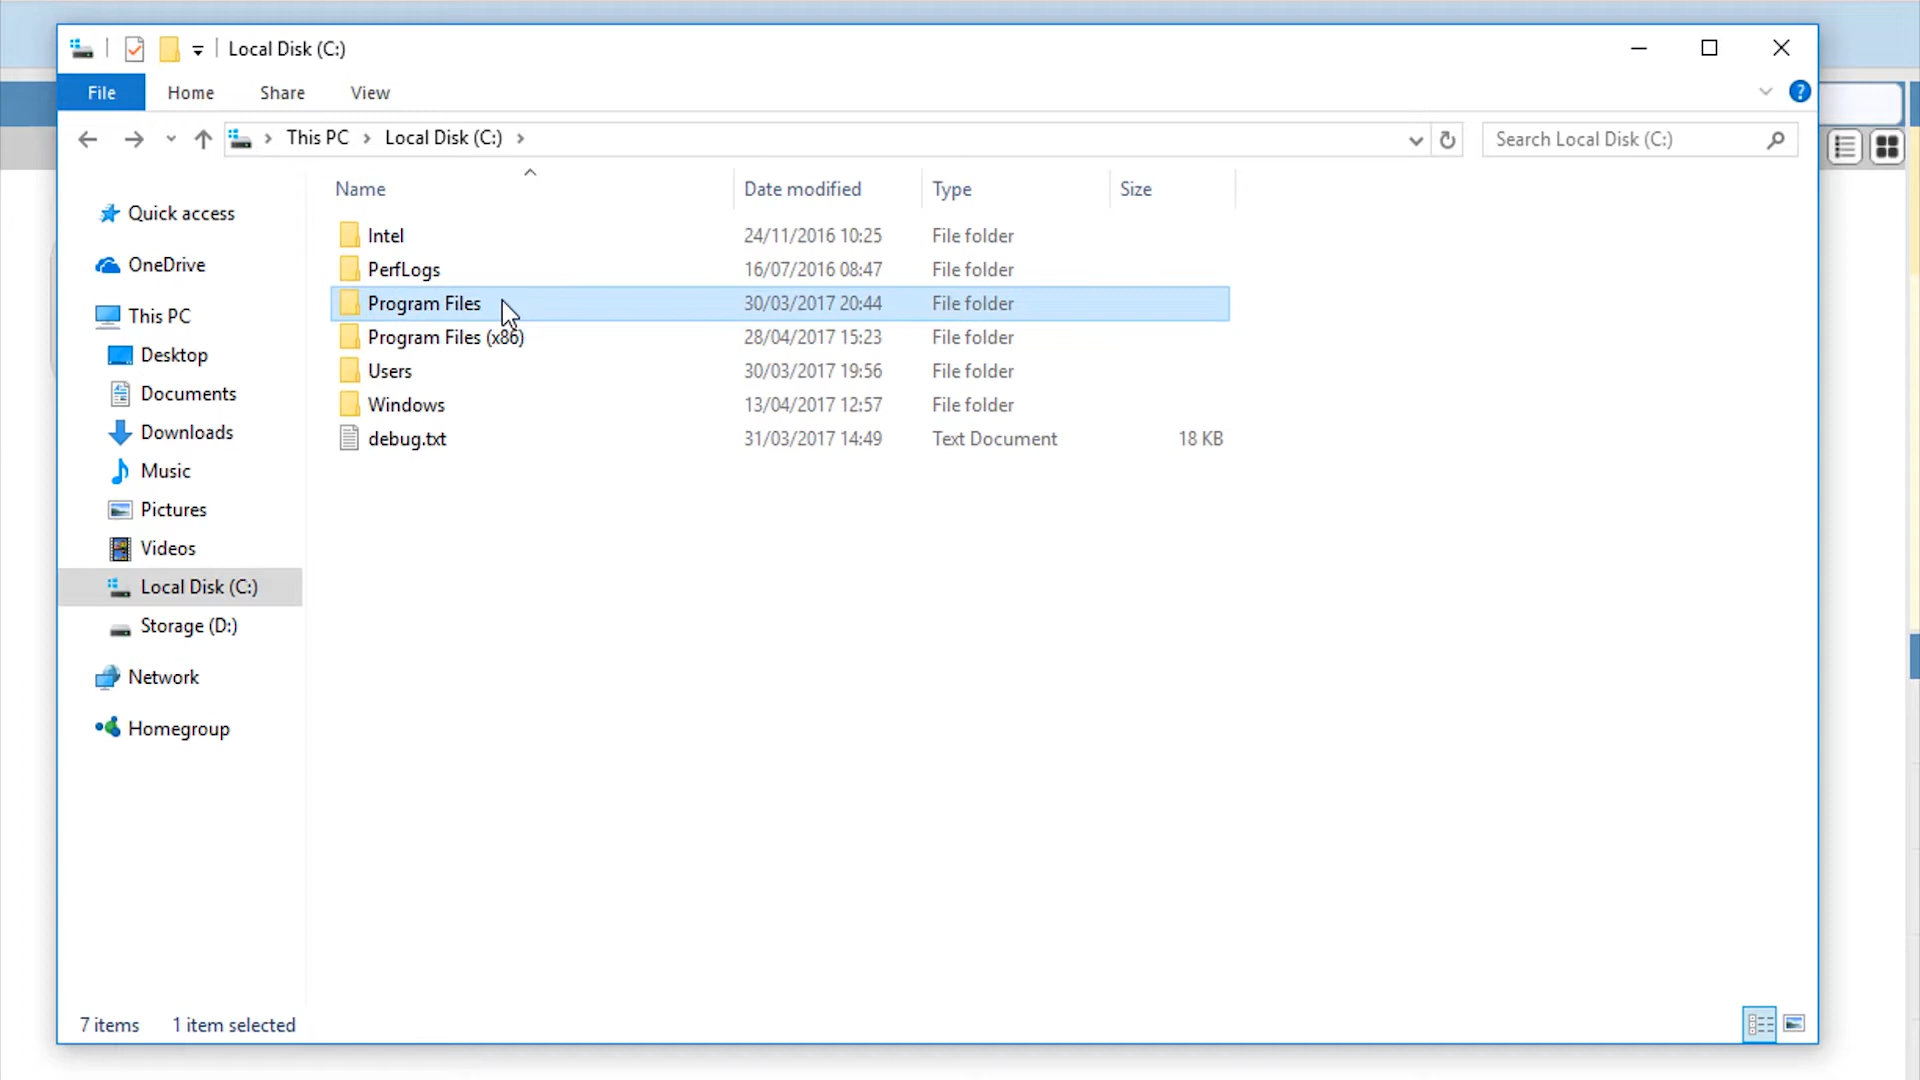 Local Disk (C:)
File Home Share View
?
This PC Local Disk (C:)
Search Local Disk (C:)
Name Date modified Type Size
Quick access
OneDrive
This PC
Desktop
Documents
Downloads
Music
Pictures
Videos
Local Disk (C:)
Storage (D:)
Network
Homegroup
Intel 24/11/2016 10:25 File folder
PerfLogs 16/07/2016 08:47 File folder
Program Files 30/03/2017 20:44 File folder
Program Files (x86) 28/04/2017 15:23 File folder
Users 30/03/2017 19:56 File folder
Windows 13/04/2017 12:57 File folder
debug.txt 31/03/2017 14:49 Text Document 18 KB
7 items 1 item selected